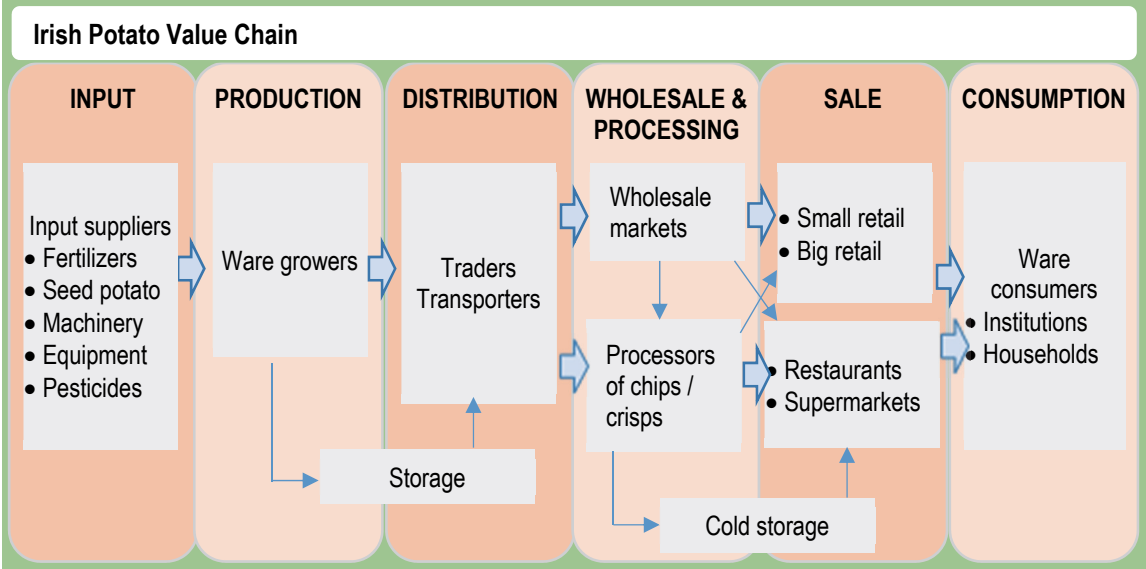 Irish Potato Value Chain
INPUT
PRODUCTION
DISTRIBUTION
WHOLESALE &
PROCESSING
SALE
CONSUMPTION
Input suppliers
• Fertilizers
• Seed potato
• Machinery
• Equipment
• Pesticides
Ware growers
Traders
Transporters
Storage
Wholesale
markets
Processors
of chips /
crisps
Cold storage
• Small retail
• Big retail
• Restaurants
• Supermarkets
Ware
consumers
• Institutions
• Households